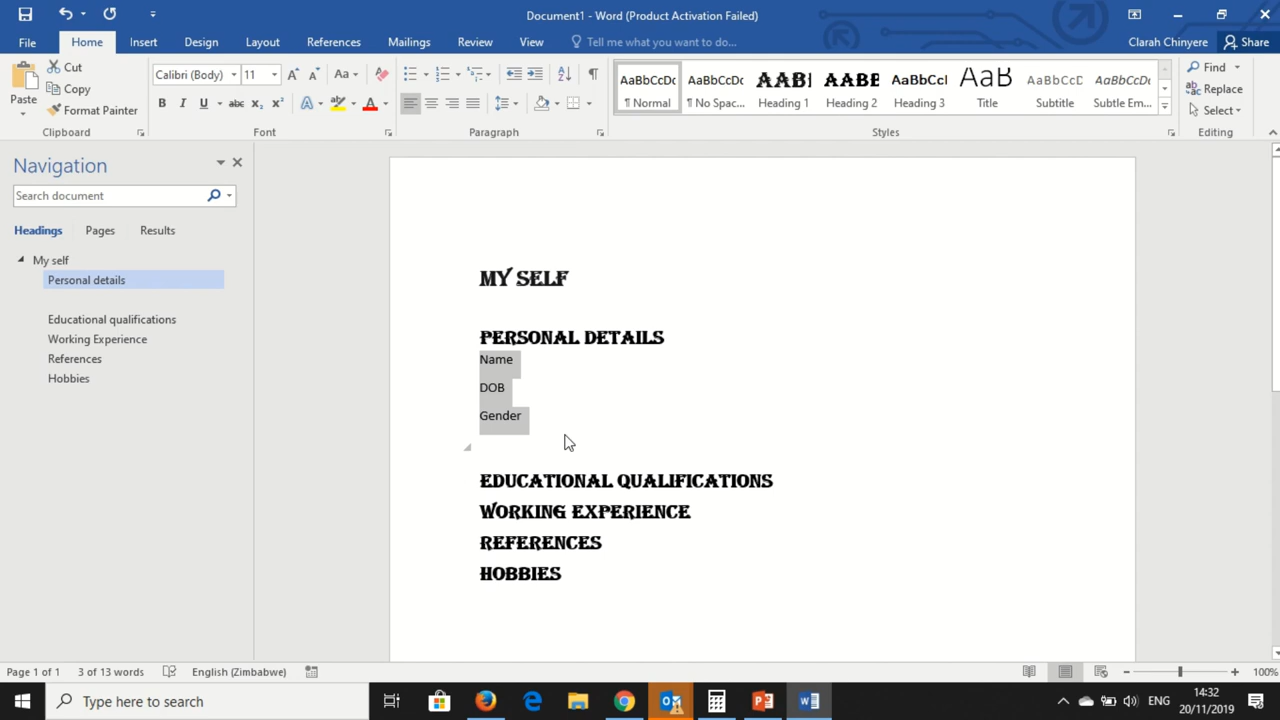 Document1 - Word (Product Activation Failed)
File Home Insert Design Layout References Mailings Review View Tell me what you want to do... Clarah Chinyere Share
Paste
Cut
Copy
Format Painter
Clipboard
Calibri (Body) 11
Font
Paragraph
AaBbCcDc AaBbCcDc AABI AABB AaBbCcI AaB AaBbCcD AaBbCcDc
¶ Normal ¶ No Spac... Heading 1 Heading 2 Heading 3 Title Subtitle Subtle Em...
Styles
Find
Replace
Select
Editing
Navigation
Search document
Headings Pages Results
My self
Personal details
Educational qualifications
Working Experience
References
Hobbies
MY SELF
PERSONAL DETAILS
Name
DOB
Gender
EDUCATIONAL QUALIFICATIONS
WORKING EXPERIENCE
REFERENCES
HOBBIES
Page 1 of 1 3 of 13 words English (Zimbabwe) 100%
Type here to search
ENG
14:32
20/11/2019